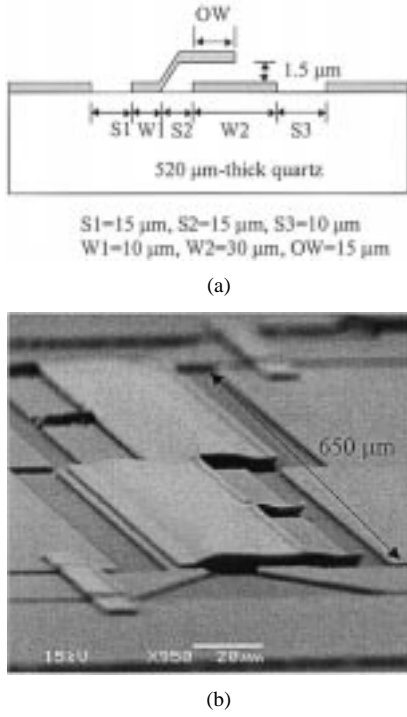 OW
1.5 μm
S1 W1 S2 W2 S3
520 μm-thick quartz
S1=15 μm, S2=15 μm, S3=10 μm
W1=10 μm, W2=30 μm, OW=15 μm
(a)
650 μm
15kV X950 20μm
(b)